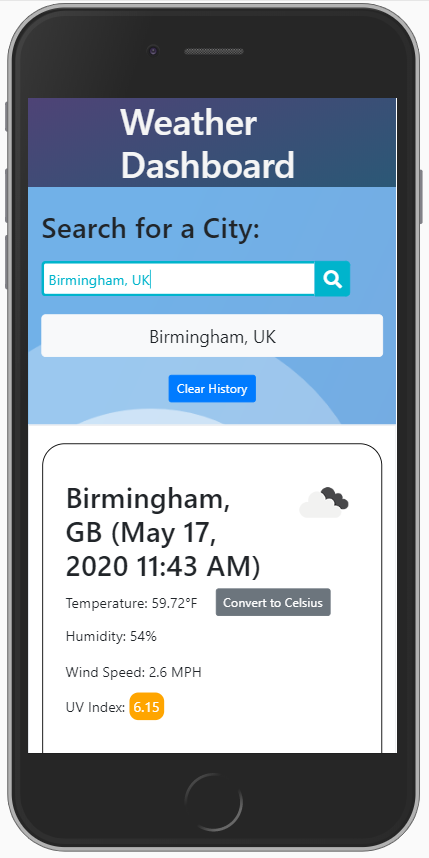 Weather
Dashboard
Search for a City:
Birmingham, UK
Birmingham, UK
Clear History
Birmingham,
GB (May 17,
2020 11:43 AM)
Temperature: 59.72°F Convert to Celsius
Humidity: 54%
Wind Speed: 2.6 MPH
UV Index: 6.15